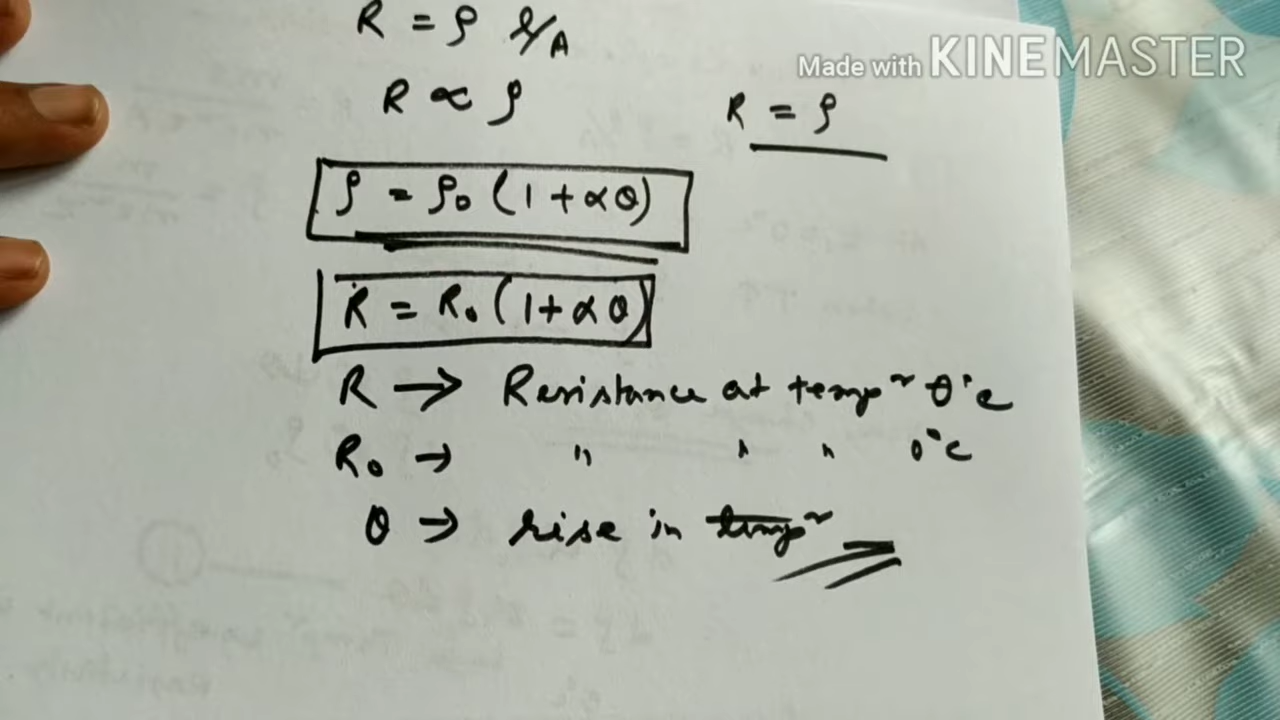 R = ρ l/A
Made with KINEMASTER
R ∝ ρ
R = ρ
ρ = ρ₀ (1 + αθ)
R = R₀ (1 + αθ)
R → Resistance at tempr θ°c
R₀ → " " " 0°c
θ → rise in tempr